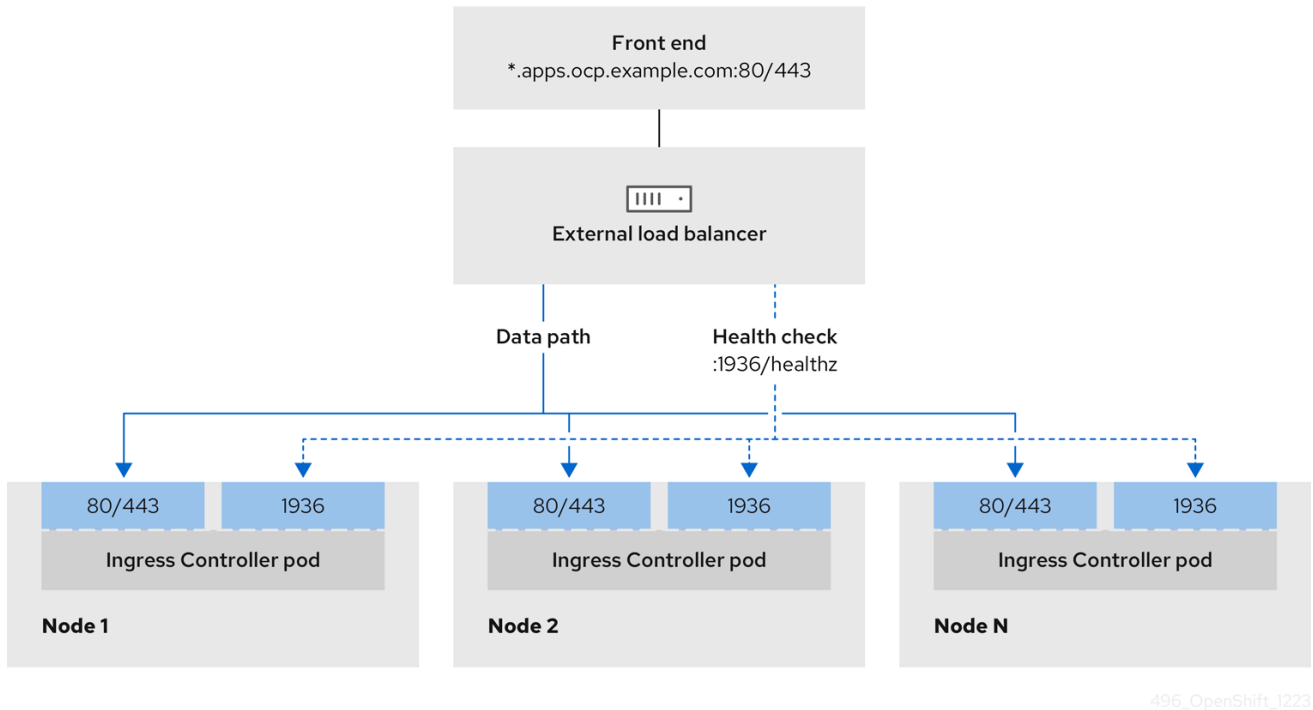 Front end
*.apps.ocp.example.com:80/443
External load balancer
Data path
Health check
:1936/healthz
80/443
1936
80/443
1936
80/443
1936
Ingress Controller pod
Ingress Controller pod
Ingress Controller pod
Node 1
Node 2
Node N
496_OpenShift_1223